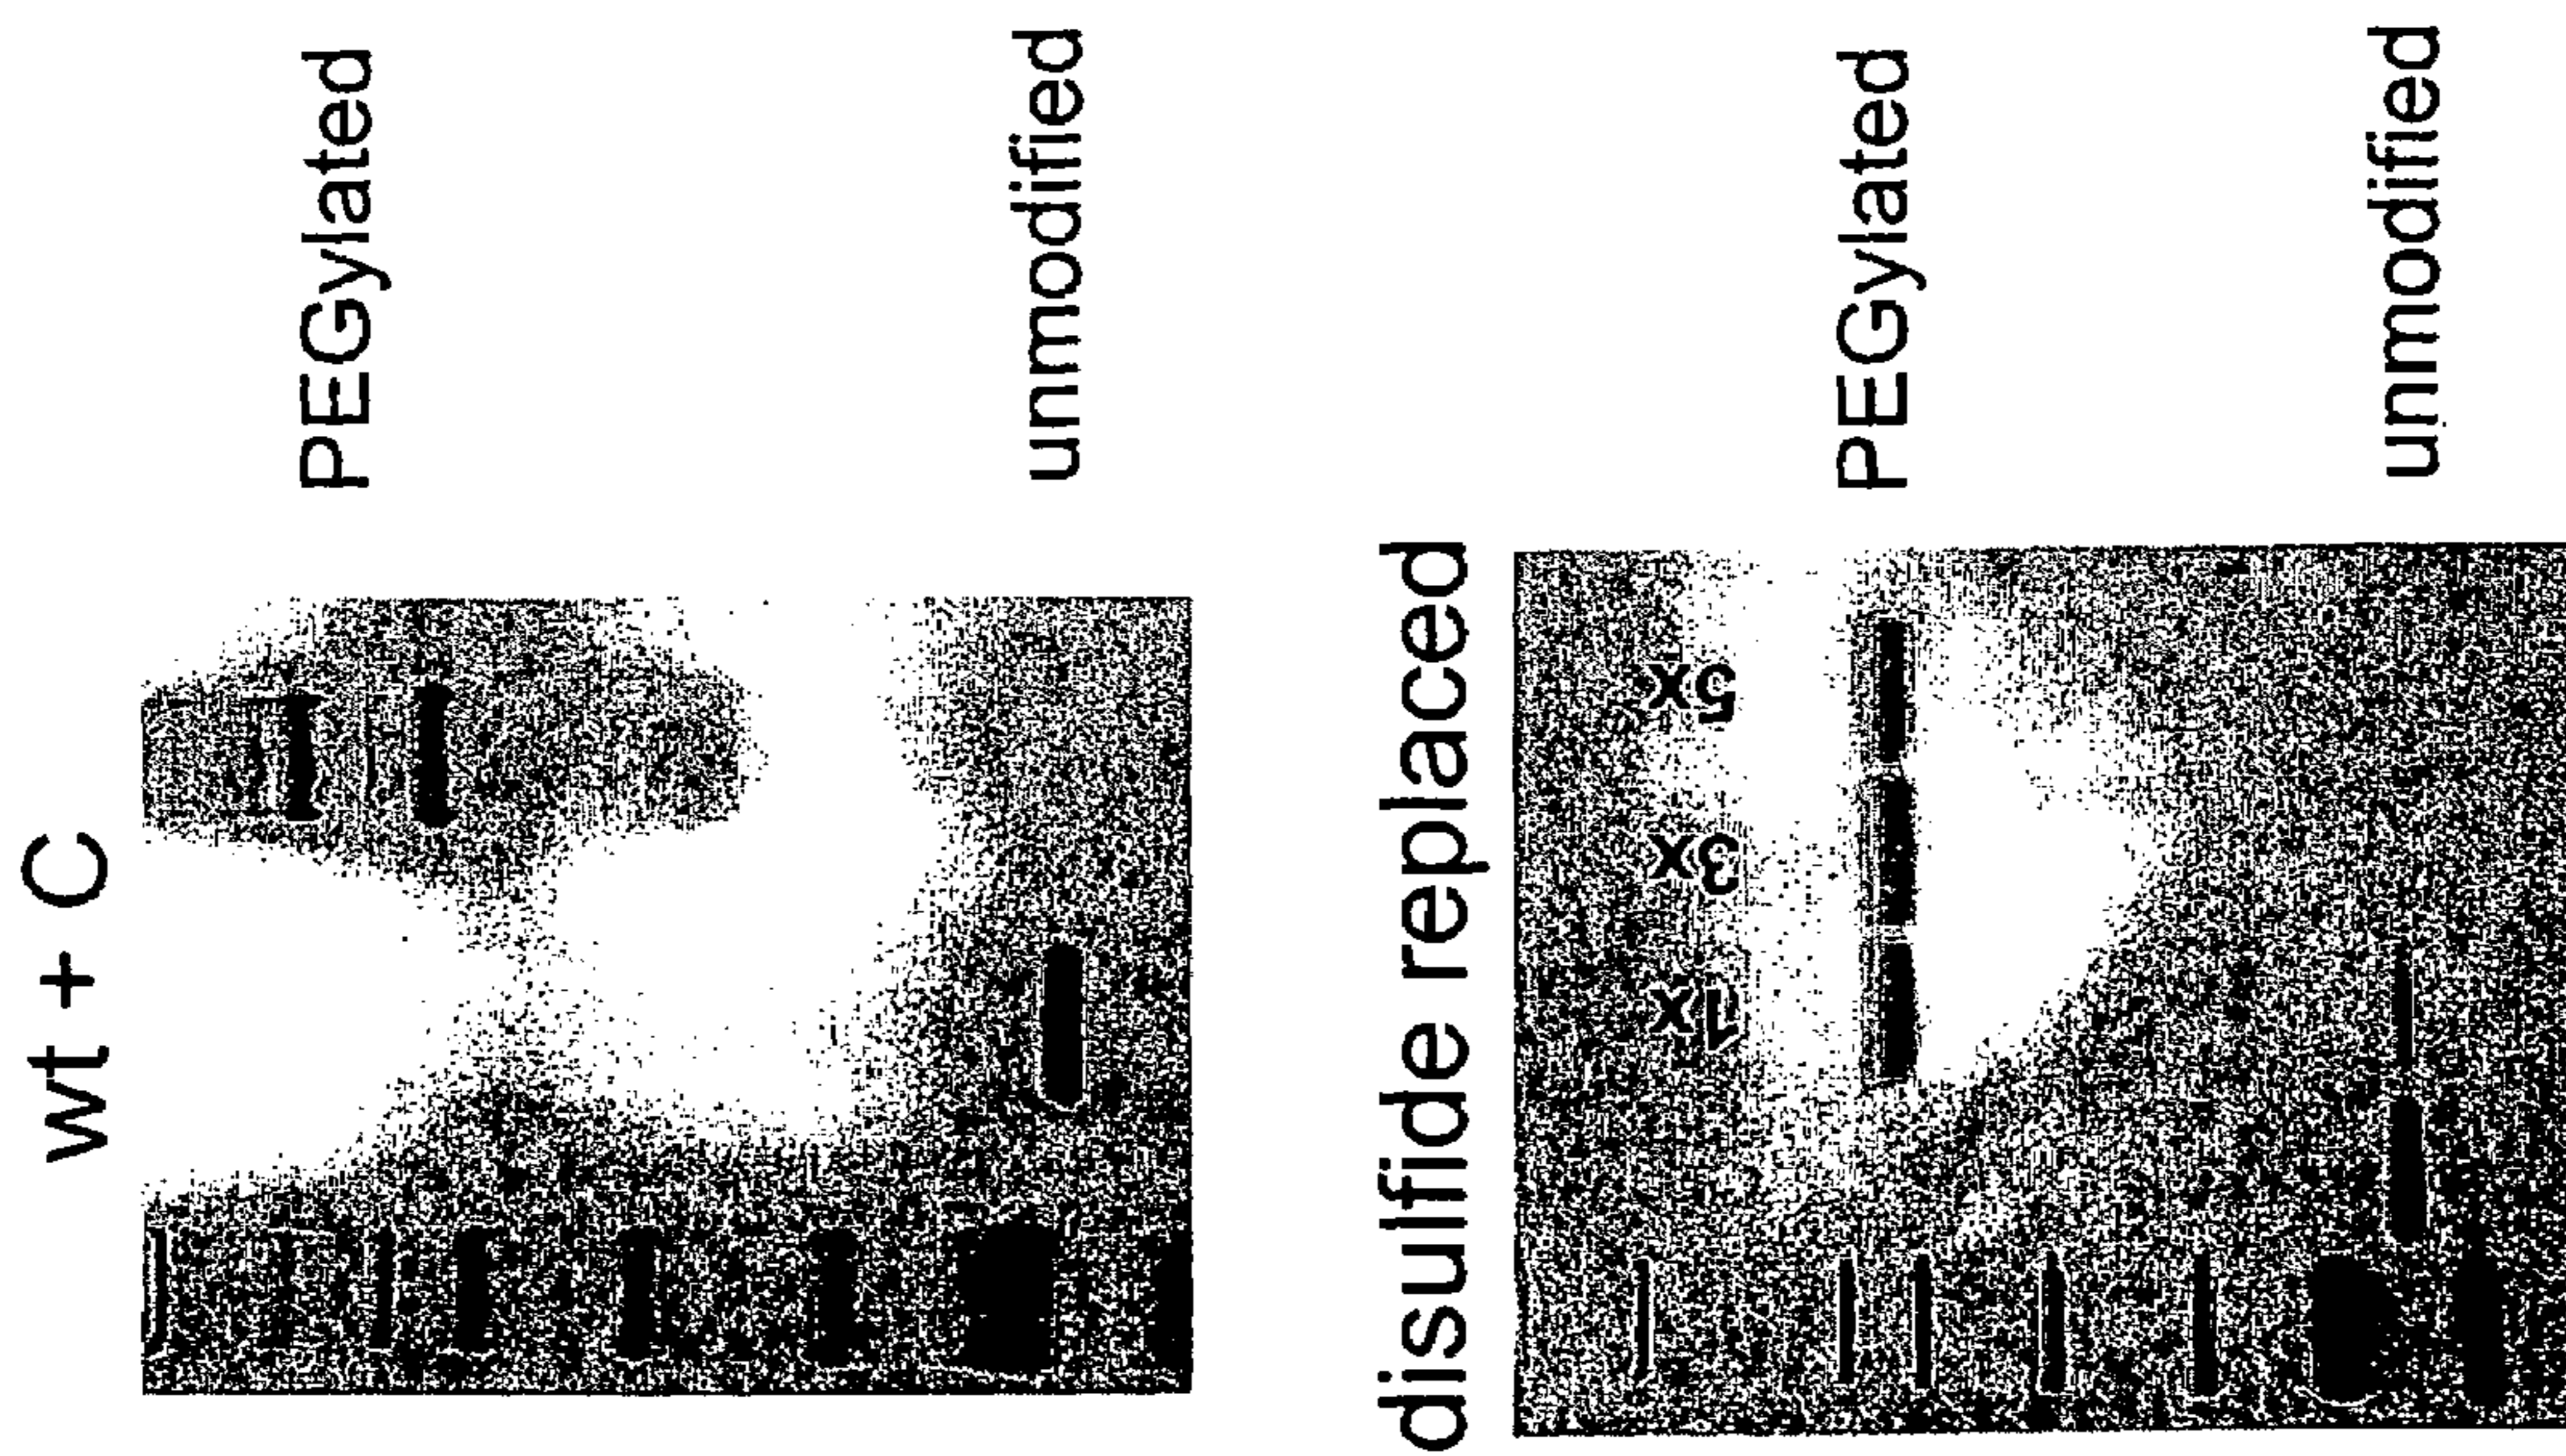 wt + C
PEGylated
unmodified
disulfide replaced
1x 3x 5x
PEGylated
unmodified